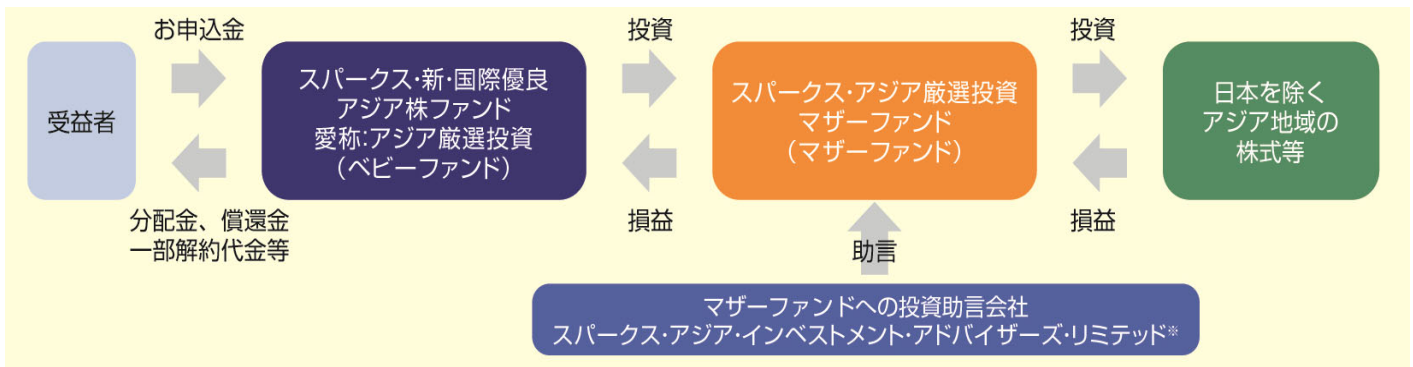 お申込金
投資
投資
受益者
スパークス・新・国際優良
アジア株ファンド
愛称:アジア厳選投資
(ベビーファンド)
スパークス・アジア厳選投資
マザーファンド
(マザーファンド)
日本を除く
アジア地域の
株式等
分配金、償還金
一部解約代金等
損益
損益
助言
マザーファンドへの投資助言会社
スパークス・アジア・インベストメント・アドバイザーズ・リミテッド※